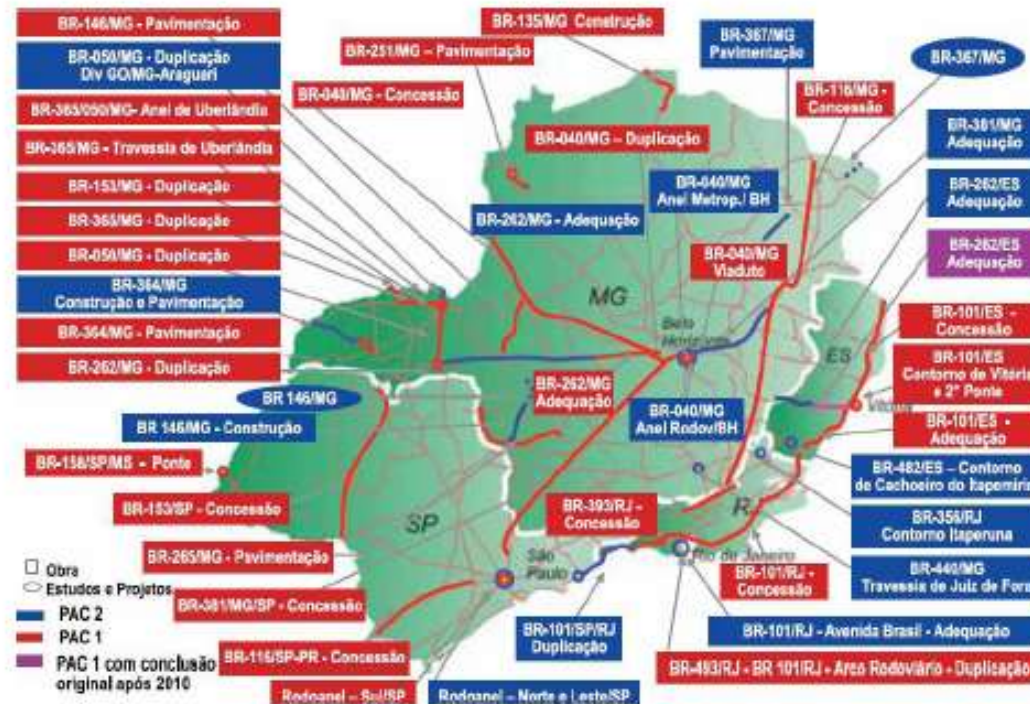 BR-146/MG - Pavimentação
BR-050/MG - Duplicação
Div GO/MG-Araguari
BR-365/050/MG- Anel de Uberlândia
BR-365/MG - Travessia de Uberlândia
BR-153/MG - Duplicação
BR-365/MG - Duplicação
BR-050/MG - Duplicação
BR-364/MG
Construção e Pavimentação
BR-364/MG - Pavimentação
BR-262/MG - Duplicação
BR 146/MG
BR 146/MG - Construção
BR-158/SP/MS - Ponte
BR-153/SP - Concessão
BR-265/MG - Pavimentação
BR-381/MG/SP - Concessão
BR-116/SP-PR - Concessão
Rodoanel - Sul/SP
BR-135/MG Construção
BR-251/MG - Pavimentação
BR-040/MG - Concessão
BR-040/MG - Duplicação
BR-262/MG - Adequação
BR-367/MG
Pavimentação
BR-367/MG
BR-116/MG -
Concessão
BR-381/MG
Adequação
BR-262/ES
Adequação
BR-262/ES
Adequação
BR-040/MG
Anel Metrop./ BH
BR-040/MG
Viaduto
MG
Belo
Horizonte
ES
Vitória
BR-101/ES -
Concessão
BR-101/ES
Contorno de Vitória
e 2ª Ponte
BR-101/ES -
Adequação
BR-262/MG
Adequação
BR-040/MG
Anel Rodov/BH
BR-482/ES - Contorno
de Cachoeiro do Itapemirim
BR-356/RJ
Contorno Itaperuna
BR-440/MG
Travessia de Juiz de Fora
BR-393/RJ -
Concessão
SP
RJ
São
Paulo
Rio de Janeiro
BR-101/RJ -
Concessão
BR-101/SP/RJ
Duplicação
BR-101/RJ - Avenida Brasil - Adequação
BR-493/RJ - BR 101/RJ - Arco Rodoviário - Duplicação
Rodoanel - Norte e Leste/SP
Obra
Estudos e Projetos
PAC 2
PAC 1
PAC 1 com conclusão
original após 2010